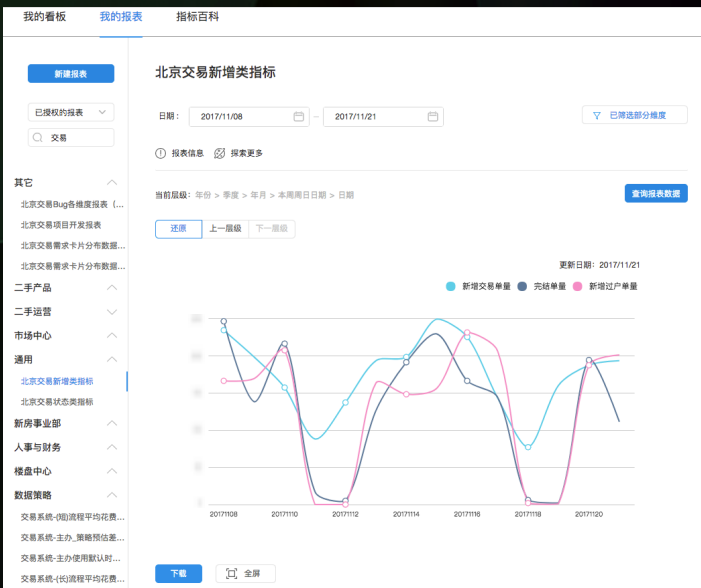 我的看板 我的报表 指标百科
新建报表
已授权的报表
交易
其它
北京交易Bug各维度报表（...
北京交易项目开发报表
北京交易需求卡片分布数据...
北京交易需求卡片分布数据...
二手产品
二手运营
市场中心
通用
北京交易新增类指标
北京交易状态类指标
新房事业部
人事与财务
楼盘中心
数据策略
交易系统-(短)流程平均花费...
交易系统-主办_策略预估差...
交易系统-主办使用默认时...
交易系统-(长)流程平均花费...
北京交易新增类指标
日期： 2017/11/08 - 2017/11/21 已筛选部分维度
报表信息 探索更多
当前层级：年份 > 季度 > 年月 > 本周周日日期 > 日期 查询报表数据
还原 上一层级 下一层级
更新日期：2017/11/21
新增交易单量 完结单量 新增过户单量
20171108 20171110 20171112 20171114 20171116 20171118 20171120
下载 全屏